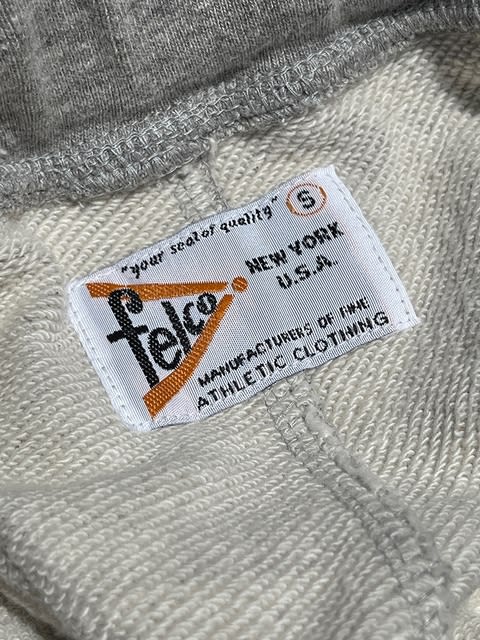 "your seal of quality" S
felco
NEW YORK
U.S.A.
MANUFACTURERS OF FINE
ATHLETIC CLOTHING